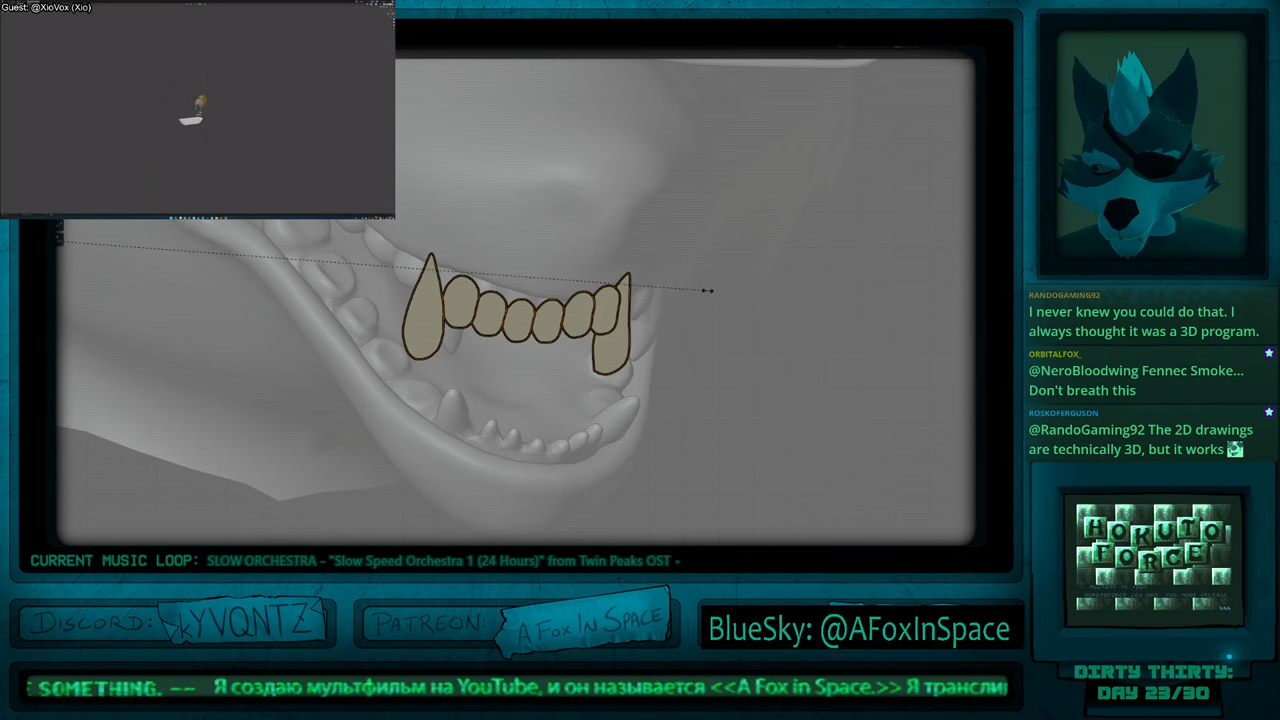 Guest: @XioVox (Xio)
RANDOGAMING92
I never knew you could do that. I
always thought it was a 3D program.
ORBITALFOX_
@NeroBloodwing Fennec Smoke...
Don't breath this
ROSKOFERGUSON
@RandoGaming92 The 2D drawings
are technically 3D, but it works
HOKUTO
FORCE
CURRENT MUSIC LOOP: SLOW ORCHESTRA - "Slow Speed Orchestra 1 (24 Hours)" from Twin Peaks OST -
DISCORD: kYVQNTZ
PATREON A FOX IN SPACE
BlueSky: @AFoxInSpace
SOMETHING. -- Я создаю мультфильм на YouTube, и он называется <<A Fox in Space.>> Я трансли
DIRTY THIRTY:
DAY 23/30